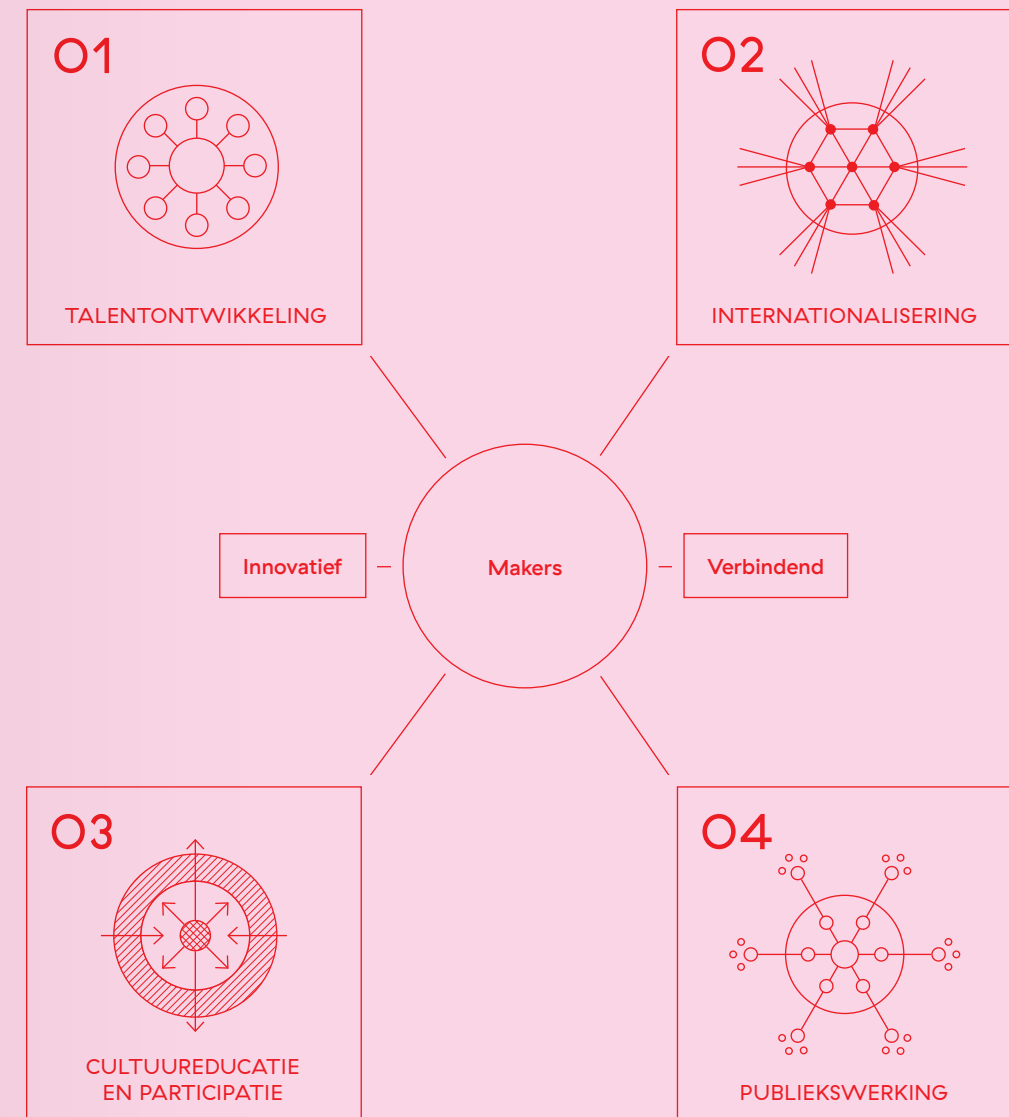 01
TALENTONTWIKKELING
02
INTERNATIONALISERING
Innovatief
Makers
Verbindend
03
CULTUUREDUCATIE
EN PARTICIPATIE
04
PUBLIEKSWERKING